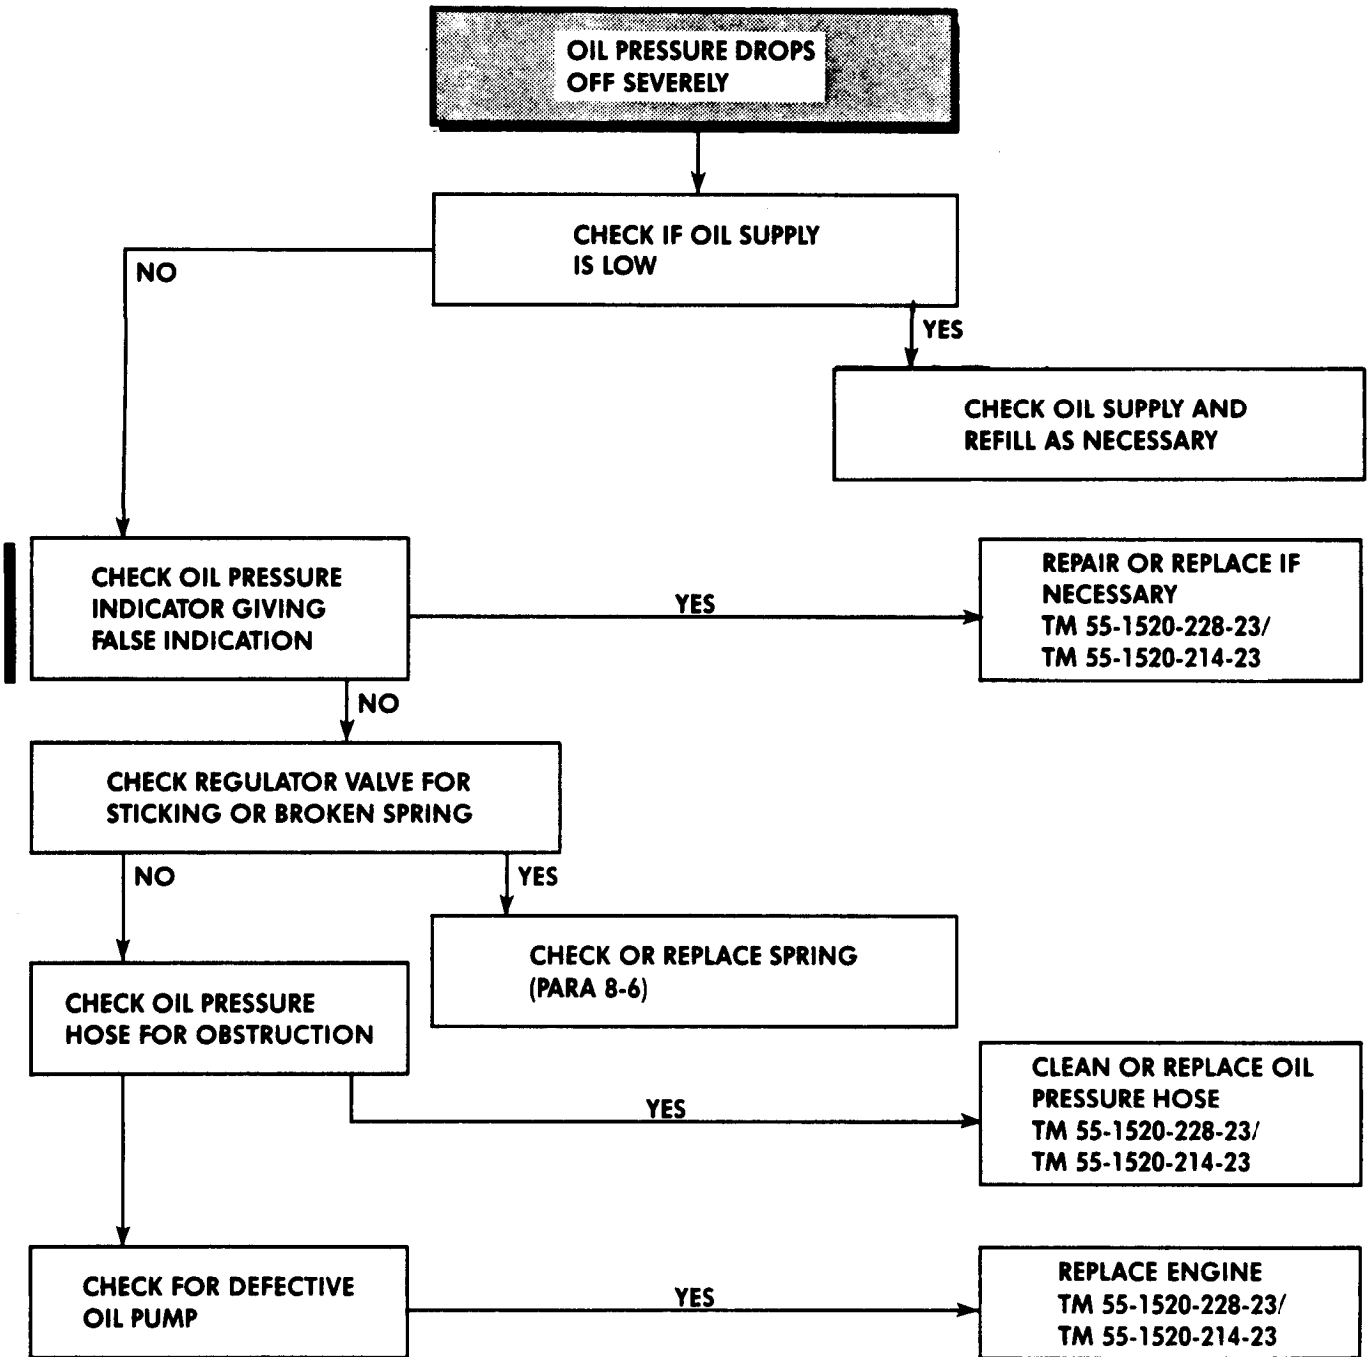 OIL PRESSURE DROPS
OFF SEVERELY
CHECK IF OIL SUPPLY
IS LOW
NO
YES
CHECK OIL SUPPLY AND
REFILL AS NECESSARY
CHECK OIL PRESSURE
INDICATOR GIVING
FALSE INDICATION
YES
REPAIR OR REPLACE IF
NECESSARY
TM 55-1520-228-23/
TM 55-1520-214-23
NO
CHECK REGULATOR VALVE FOR
STICKING OR BROKEN SPRING
NO
YES
CHECK OR REPLACE SPRING
(PARA 8-6)
CHECK OIL PRESSURE
HOSE FOR OBSTRUCTION
YES
CLEAN OR REPLACE OIL
PRESSURE HOSE
TM 55-1520-228-23/
TM 55-1520-214-23
CHECK FOR DEFECTIVE
OIL PUMP
YES
REPLACE ENGINE
TM 55-1520-228-23/
TM 55-1520-214-23